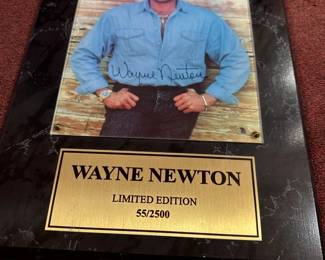 Wayne Newton
WAYNE NEWTON
LIMITED EDITION
55/2500